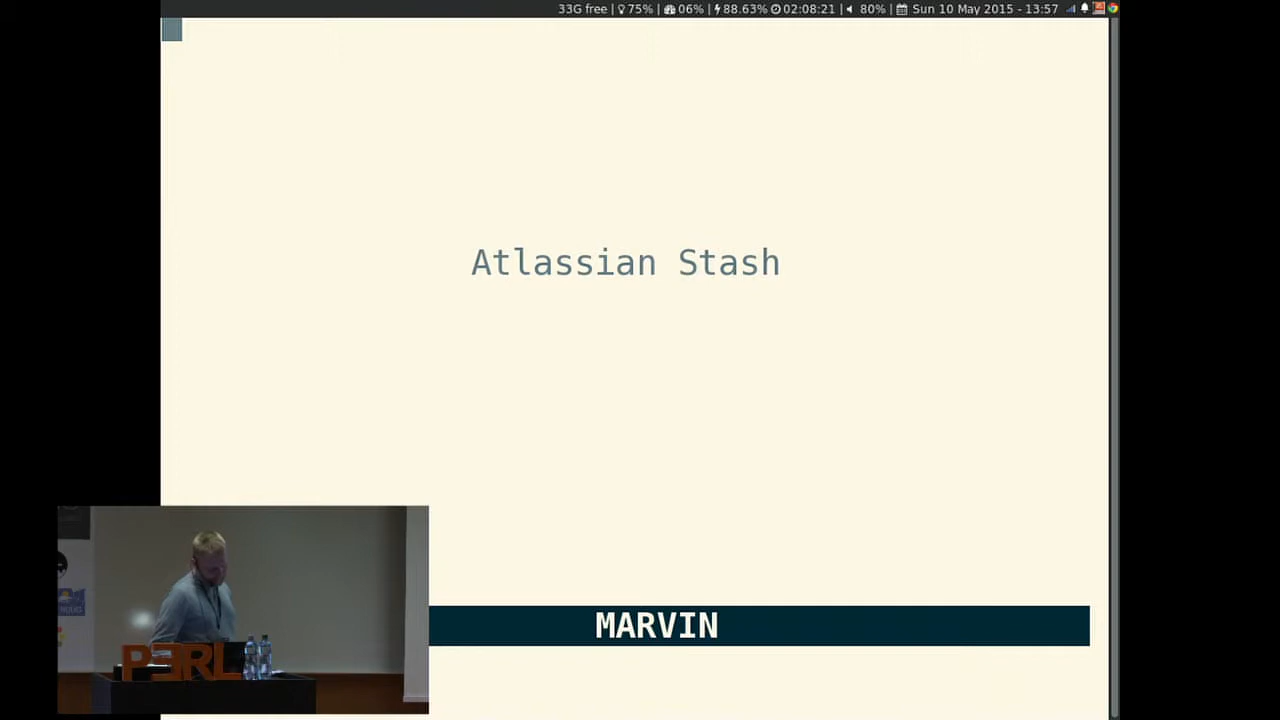 33G free | 75% | 06% | 88.63% 02:08:21 | 80% | Sun 10 May 2015 - 13:57
Atlassian Stash
MARVIN
NUUG
PERL